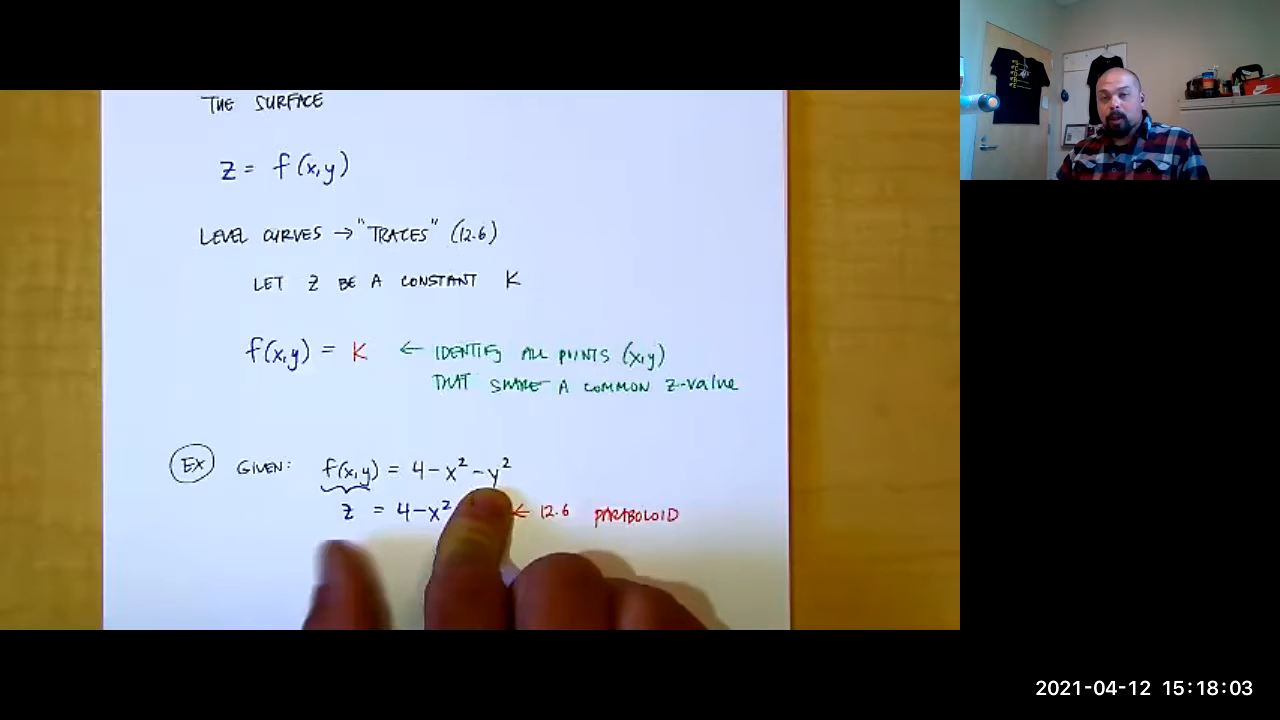 THE SURFACE
z = f(x,y)
LEVEL CURVES → "TRACES" (12.6)
LET z BE A CONSTANT K
f(x,y) = K ← IDENTIFY ALL POINTS (x,y)
THAT SHARE A COMMON z-value
EX GIVEN: f(x,y) = 4-x²-y²
z = 4-x² ← 12.6 PARABOLOID
2021-04-12 15:18:03